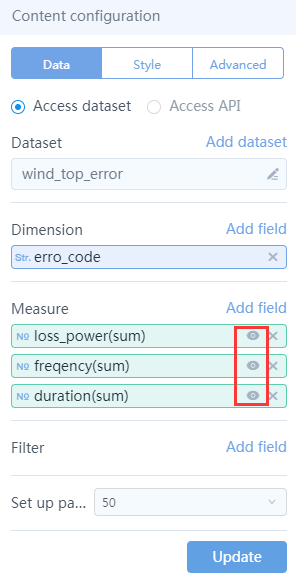 Content configuration
Data Style Advanced
Access dataset Access API
Dataset Add dataset
wind_top_error
Dimension Add field
Str. erro_code
Measure Add field
№ loss_power(sum)
№ freqency(sum)
№ duration(sum)
Filter Add field
Set up pa... 50
Update